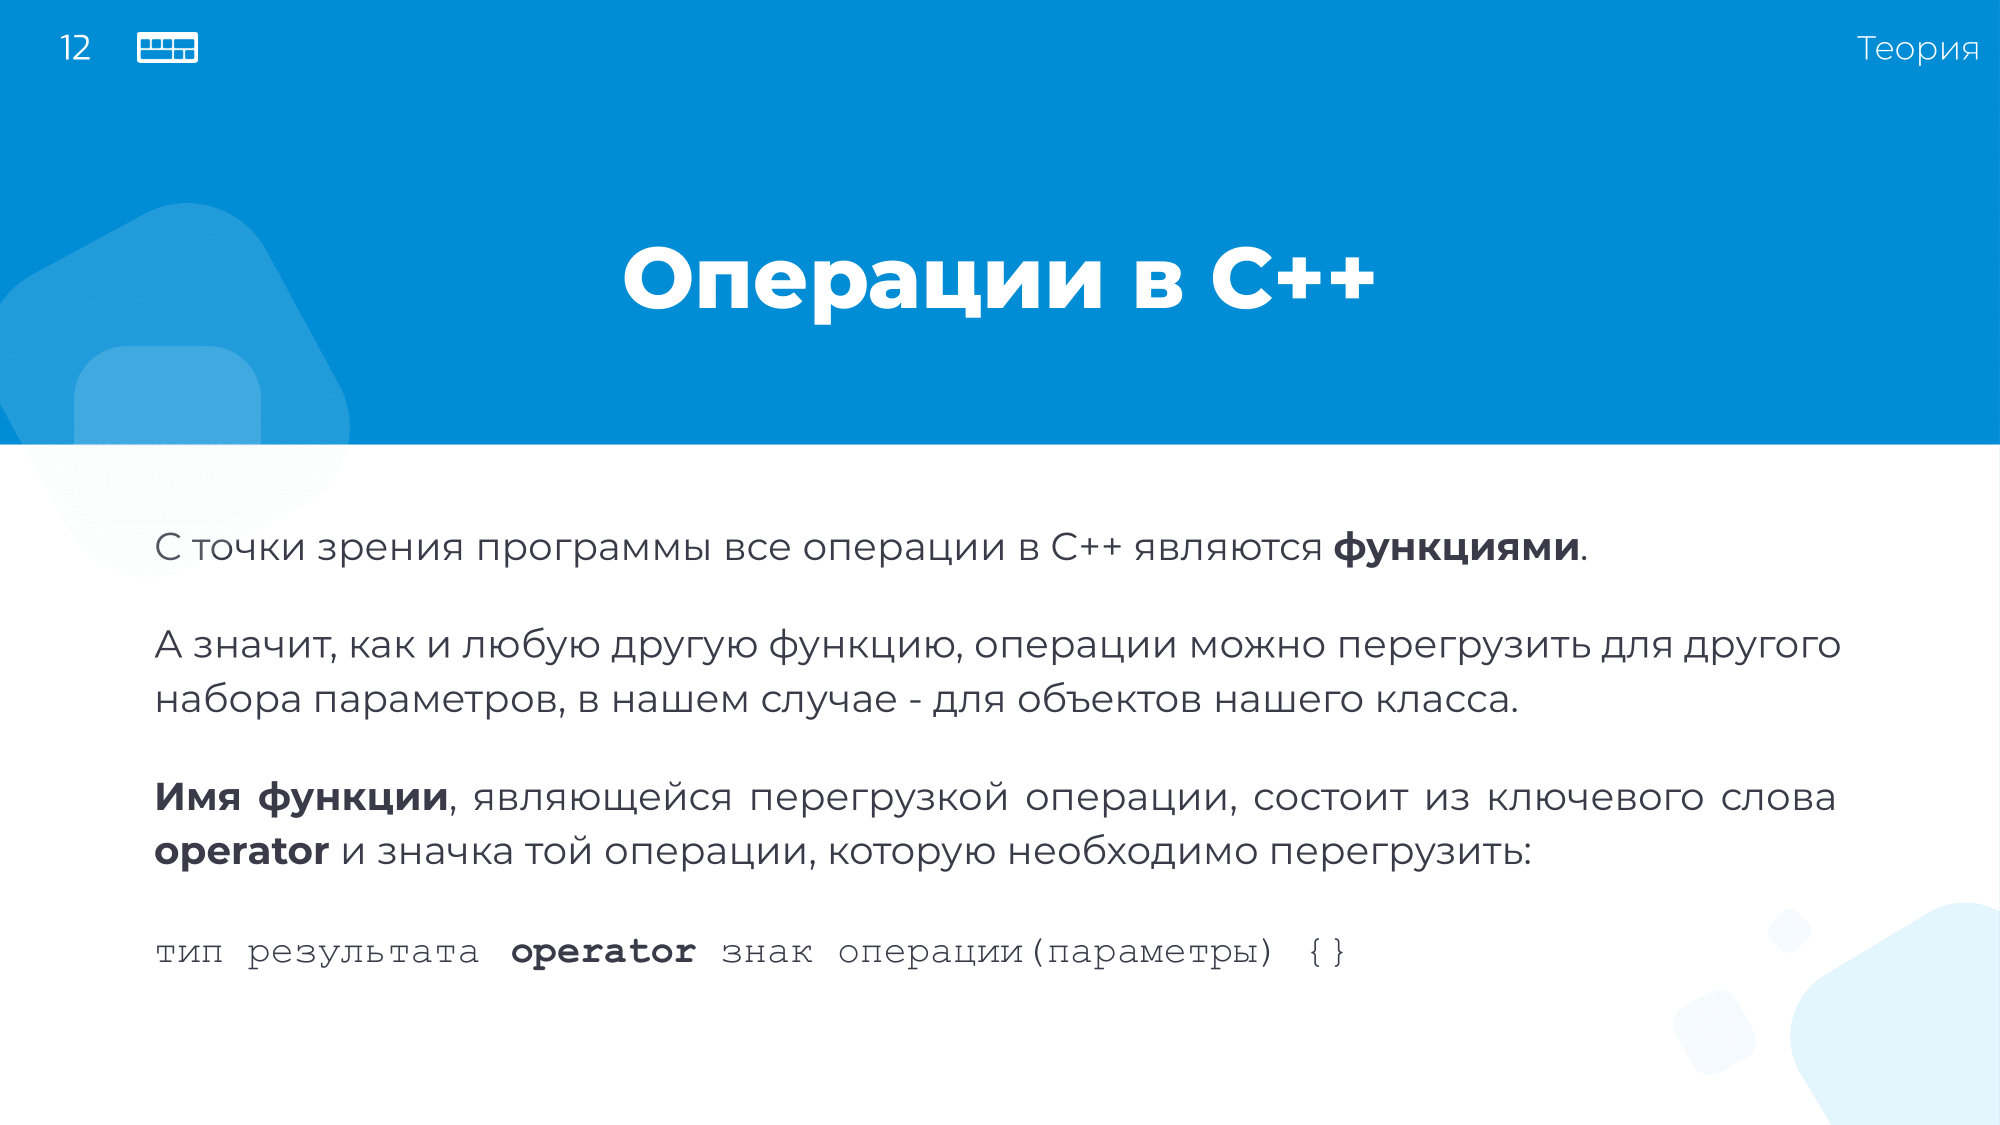 12
Теория
Операции в C++
С точки зрения программы все операции в C++ являются функциями.
А значит, как и любую другую функцию, операции можно перегрузить для другого
набора параметров, в нашем случае - для объектов нашего класса.
Имя функции, являющейся перегрузкой операции, состоит из ключевого слова
operator и значка той операции, которую необходимо перегрузить:
тип результата operator знак операции(параметры) {}